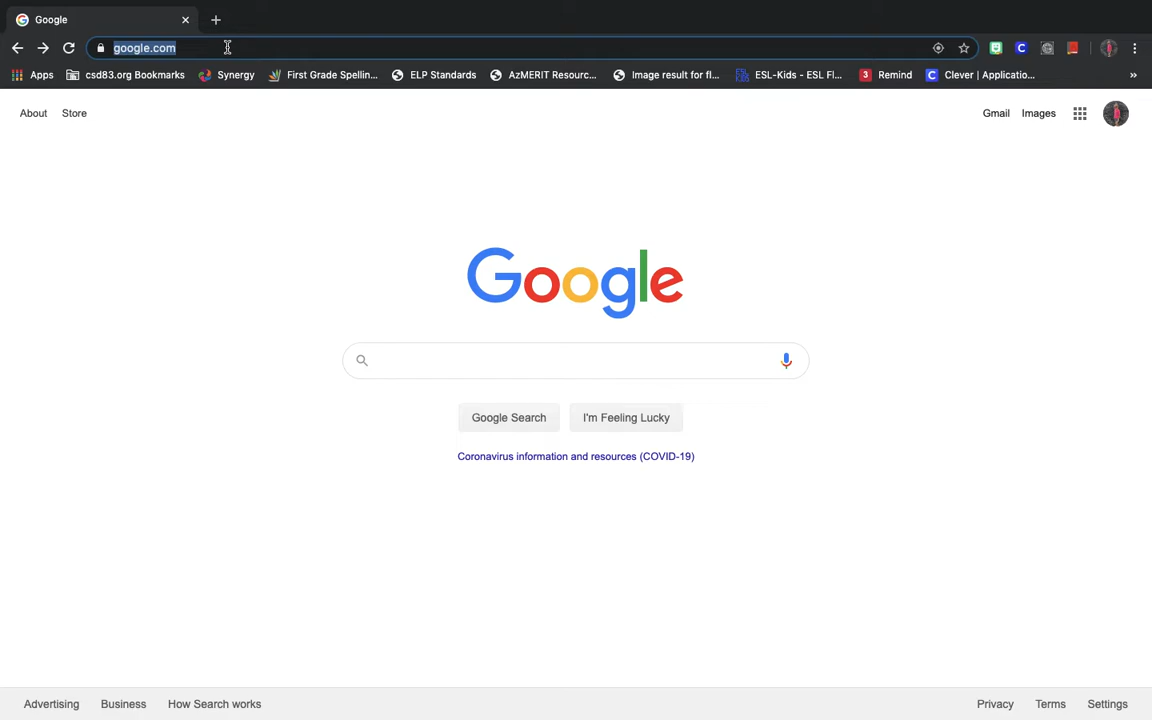 Google
google.com
Apps csd83.org Bookmarks Synergy First Grade Spellin... ELP Standards AzMERIT Resourc... Image result for fl... ESL-Kids - ESL Fl... 3 Remind C Clever | Applicatio... »
About Store Gmail Images
Google
Google Search I'm Feeling Lucky
Coronavirus information and resources (COVID-19)
Advertising Business How Search works Privacy Terms Settings